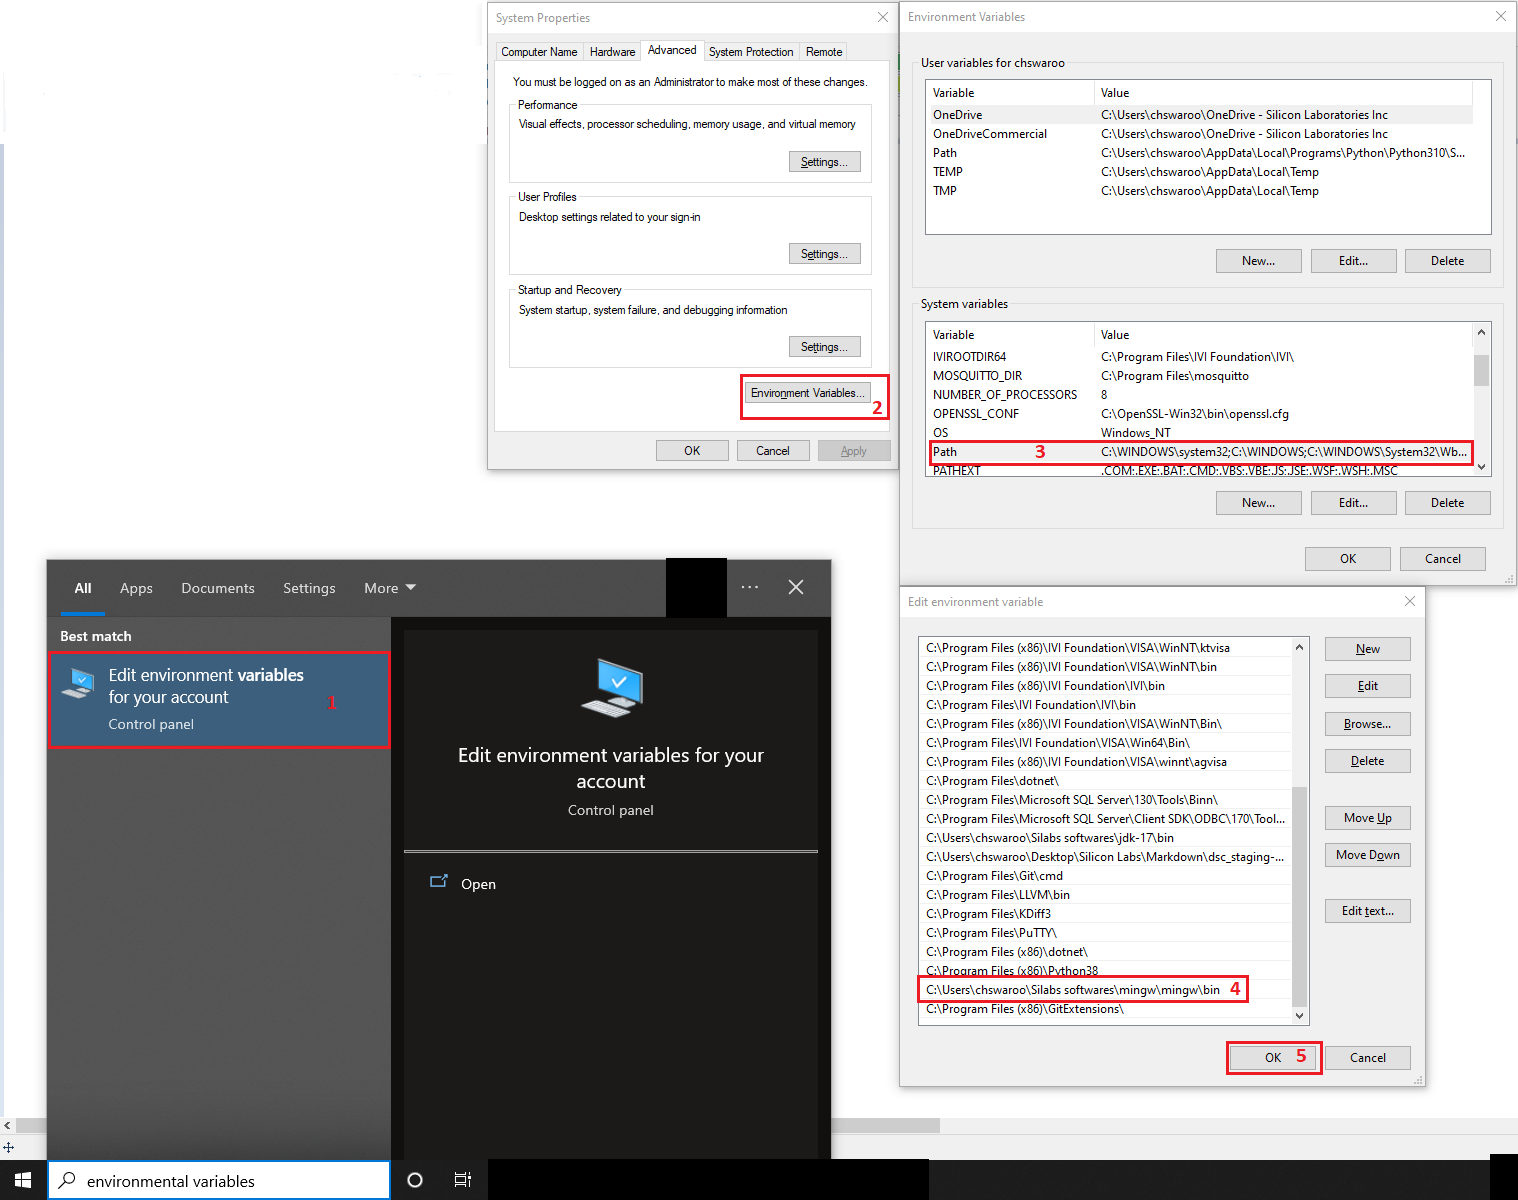 System Properties
Computer Name
Hardware
Advanced
System Protection
Remote
You must be logged on as an Administrator to make most of these changes.
Performance
Visual effects, processor scheduling, memory usage, and virtual memory
Settings...
User Profiles
Desktop settings related to your sign-in
Settings...
Startup and Recovery
System startup, system failure, and debugging information
Settings...
Environment Variables...
2
OK
Cancel
Apply
Environment Variables
User variables for chswaroo
Variable Value
OneDrive C:\Users\chswaroo\OneDrive - Silicon Laboratories Inc
OneDriveCommercial C:\Users\chswaroo\OneDrive - Silicon Laboratories Inc
Path C:\Users\chswaroo\AppData\Local\Programs\Python\Python310\S...
TEMP C:\Users\chswaroo\AppData\Local\Temp
TMP C:\Users\chswaroo\AppData\Local\Temp
New...
Edit...
Delete
System variables
Variable Value
IVIROOTDIR64 C:\Program Files\IVI Foundation\IVI\
MOSQUITTO_DIR C:\Program Files\mosquitto
NUMBER_OF_PROCESSORS 8
OPENSSL_CONF C:\OpenSSL-Win32\bin\openssl.cfg
OS Windows_NT
Path 3 C:\WINDOWS\system32;C:\WINDOWS;C:\WINDOWS\System32\Wb...
PATHEXT .COM;.EXE;.BAT;.CMD;.VBS;.VBE;.JS;.JSE;.WSF;.WSH;.MSC
New...
Edit...
Delete
OK
Cancel
All
Apps
Documents
Settings
More
Best match
Edit environment variables
for your account
1
Control panel
Edit environment variables for your
account
Control panel
Open
Edit environment variable
C:\Program Files (x86)\IVI Foundation\VISA\WinNT\ktvisa
C:\Program Files (x86)\IVI Foundation\VISA\WinNT\bin
C:\Program Files (x86)\IVI Foundation\IVI\bin
C:\Program Files\IVI Foundation\IVI\bin
C:\Program Files (x86)\IVI Foundation\VISA\WinNT\Bin\
C:\Program Files\IVI Foundation\VISA\Win64\Bin\
C:\Program Files (x86)\IVI Foundation\VISA\winnt\agvisa
C:\Program Files\dotnet\
C:\Program Files\Microsoft SQL Server\130\Tools\Binn\
C:\Program Files\Microsoft SQL Server\Client SDK\ODBC\170\Tool...
C:\Users\chswaroo\Silabs softwares\jdk-17\bin
C:\Users\chswaroo\Desktop\Silicon Labs\Markdown\dsc_staging-...
C:\Program Files\Git\cmd
C:\Program Files\LLVM\bin
C:\Program Files\KDiff3
C:\Program Files\PuTTY\
C:\Program Files (x86)\dotnet\
C:\Program Files (x86)\Python38
C:\Users\chswaroo\Silabs softwares\mingw\mingw\bin 4
C:\Program Files (x86)\GitExtensions\
New
Edit
Browse...
Delete
Move Up
Move Down
Edit text...
OK 5
Cancel
environmental variables